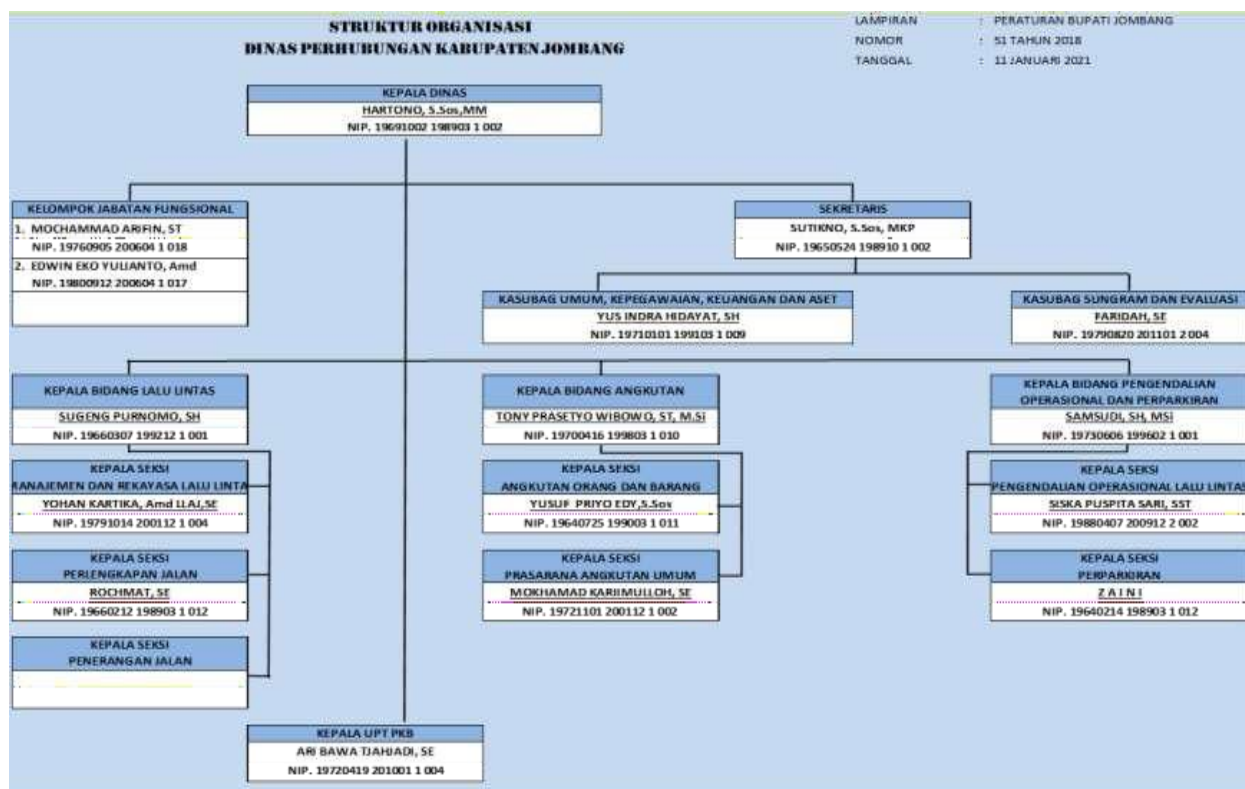 STRUKTUR ORGANISASI
DINAS PERHUBUNGAN KABUPATEN JOMBANG
LAMPIRAN : PERATURAN BUPATI JOMBANG
NOMOR : 51 TAHUN 2018
TANGGAL : 11 JANUARI 2021
KEPALA DINAS
HARTONO, S.Sos,MM
NIP. 19691002 198903 1 002
KELOMPOK JABATAN FUNGSIONAL
1. MOCHAMMAD ARIFIN, ST
NIP. 19760905 200604 1 018
2. EDWIN EKO YULIANTO, Amd
NIP. 19800912 200604 1 017
SEKRETARIS
SUTIKNO, S.Sos, MKP
NIP. 19650524 198910 1 002
KASUBAG UMUM, KEPEGAWAIAN, KEUANGAN DAN ASET
YUS INDRA HIDAYAT, SH
NIP. 19710101 199103 1 009
KASUBAG SUNGRAM DAN EVALUASI
FARIDAH, SE
NIP. 19790820 201101 2 004
KEPALA BIDANG LALU LINTAS
SUGENG PURNOMO, SH
NIP. 19660307 199212 1 001
KEPALA SEKSI
MANAJEMEN DAN REKAYASA LALU LINTA
YOHAN KARTIKA, Amd LLAJ,SE
NIP. 19791014 200112 1 004
KEPALA SEKSI
PERLENGKAPAN JALAN
ROCHMAT, SE
NIP. 19660212 198903 1 012
KEPALA SEKSI
PENERANGAN JALAN
KEPALA BIDANG ANGKUTAN
TONY PRASETYO WIBOWO, ST, M.Si
NIP. 19700416 199803 1 010
KEPALA SEKSI
ANGKUTAN ORANG DAN BARANG
YUSUF PRIYO EDY,S.Sos
NIP. 19640725 199003 1 011
KEPALA SEKSI
PRASARANA ANGKUTAN UMUM
MOKHAMAD KARIIMULLOH, SE
NIP. 19721101 200112 1 002
KEPALA BIDANG PENGENDALIAN
OPERASIONAL DAN PERPARKIRAN
SAMSUDI, SH, MSi
NIP. 19730606 199602 1 001
KEPALA SEKSI
PENGENDALIAN OPERASIONAL LALU LINTAS
SISKA PUSPITA SARI, SST
NIP. 19880407 200912 2 002
KEPALA SEKSI
PERPARKIRAN
Z A I N I
NIP. 19640214 198903 1 012
KEPALA UPT PKB
ARI BAWA TJAHJADI, SE
NIP. 19720419 201001 1 004